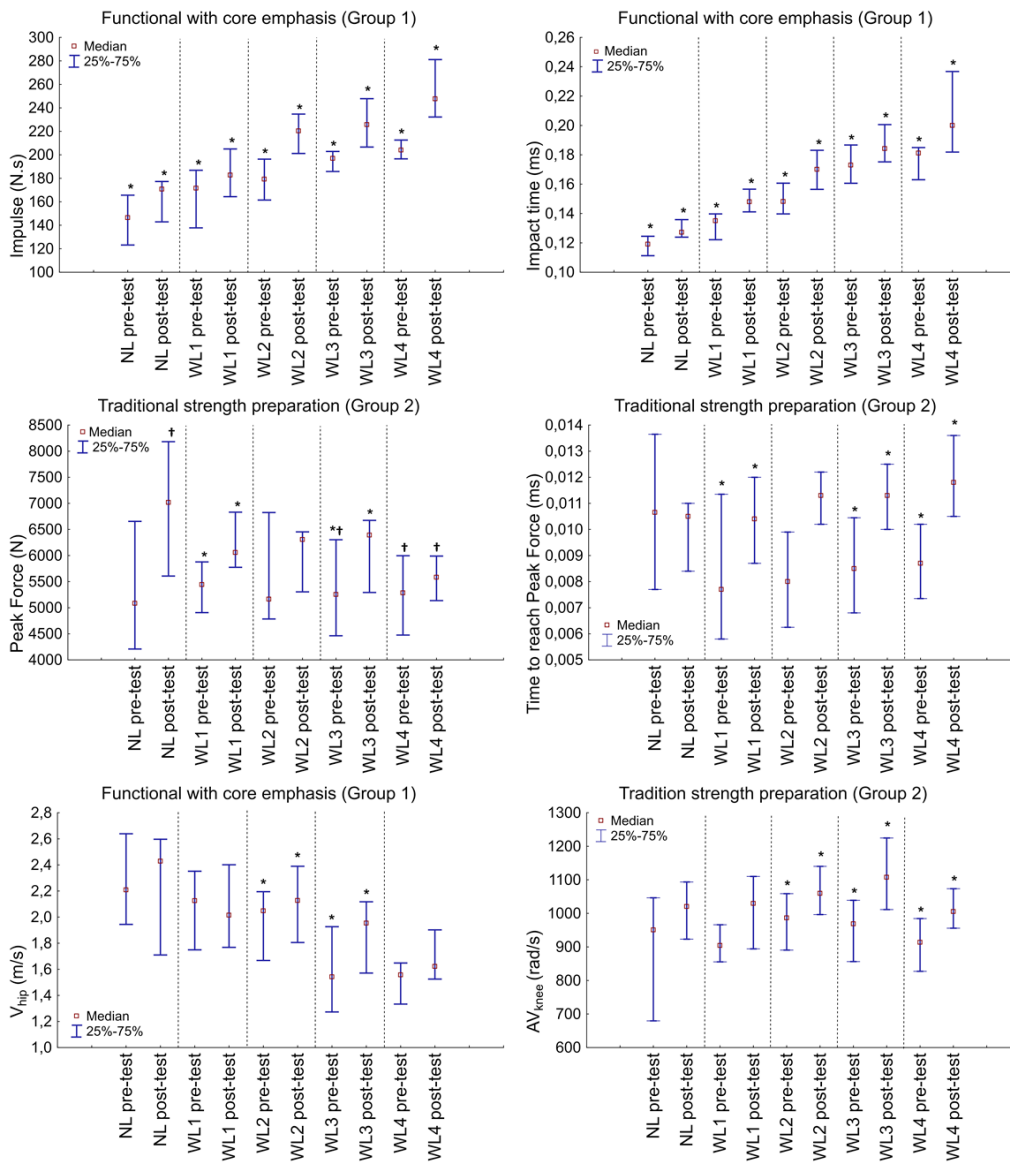 Functional with core emphasis (Group 1)
Impulse (N.s)
300
280
260
240
220
200
180
160
140
120
100
Median
25%-75%
* * * * * * * * * *
NL pre-test
NL post-test
WL1 pre-test
WL1 post-test
WL2 pre-test
WL2 post-test
WL3 pre-test
WL3 post-test
WL4 pre-test
WL4 post-test
Functional with core emphasis (Group 1)
Impact time (ms)
0,26
0,24
0,22
0,20
0,18
0,16
0,14
0,12
0,10
Median
25%-75%
* * * * * * * * * *
NL pre-test
NL post-test
WL1 pre-test
WL1 post-test
WL2 pre-test
WL2 post-test
WL3 pre-test
WL3 post-test
WL4 pre-test
WL4 post-test
Traditional strength preparation (Group 2)
Peak Force (N)
8500
8000
7500
7000
6500
6000
5500
5000
4500
4000
Median
25%-75%
† * * *† * † †
NL pre-test
NL post-test
WL1 pre-test
WL1 post-test
WL2 pre-test
WL2 post-test
WL3 pre-test
WL3 post-test
WL4 pre-test
WL4 post-test
Traditional strength preparation (Group 2)
Time to reach Peak Force (ms)
0,014
0,013
0,012
0,011
0,010
0,009
0,008
0,007
0,006
0,005
Median
25%-75%
* * * * * *
NL pre-test
NL post-test
WL1 pre-test
WL1 post-test
WL2 pre-test
WL2 post-test
WL3 pre-test
WL3 post-test
WL4 pre-test
WL4 post-test
Functional with core emphasis (Group 1)
Vhip (m/s)
2,8
2,6
2,4
2,2
2,0
1,8
1,6
1,4
1,2
1,0
Median
25%-75%
* * * *
NL pre-test
NL post-test
WL1 pre-test
WL1 post-test
WL2 pre-test
WL2 post-test
WL3 pre-test
WL3 post-test
WL4 pre-test
WL4 post-test
Tradition strength preparation (Group 2)
AVknee (rad/s)
1300
1200
1100
1000
900
800
700
600
Median
25%-75%
* * * * * *
NL pre-test
NL post-test
WL1 pre-test
WL1 post-test
WL2 pre-test
WL2 post-test
WL3 pre-test
WL3 post-test
WL4 pre-test
WL4 post-test